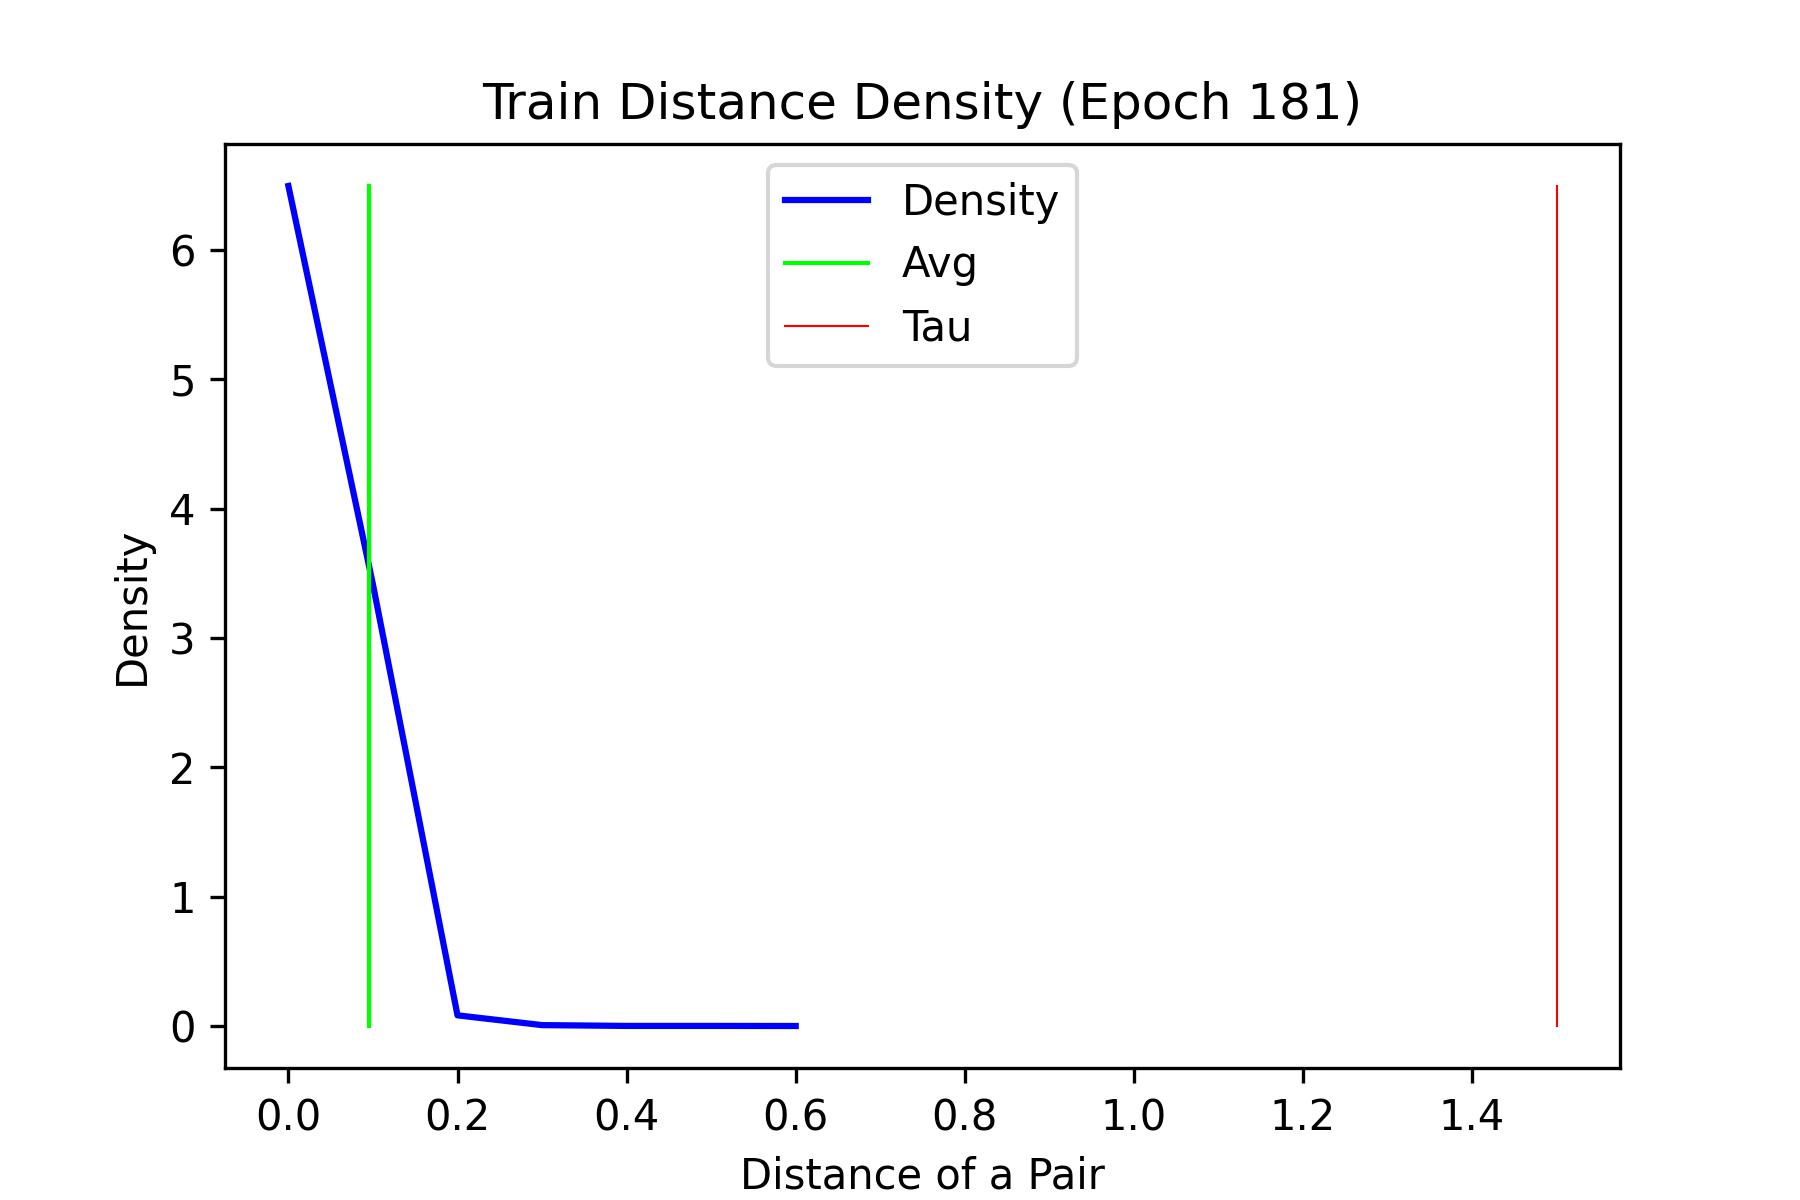 Train Distance Density (Epoch 181)
Density
Avg
Tau
Density
6
5
4
3
2
1
0
0.0 0.2 0.4 0.6 0.8 1.0 1.2 1.4
Distance of a Pair